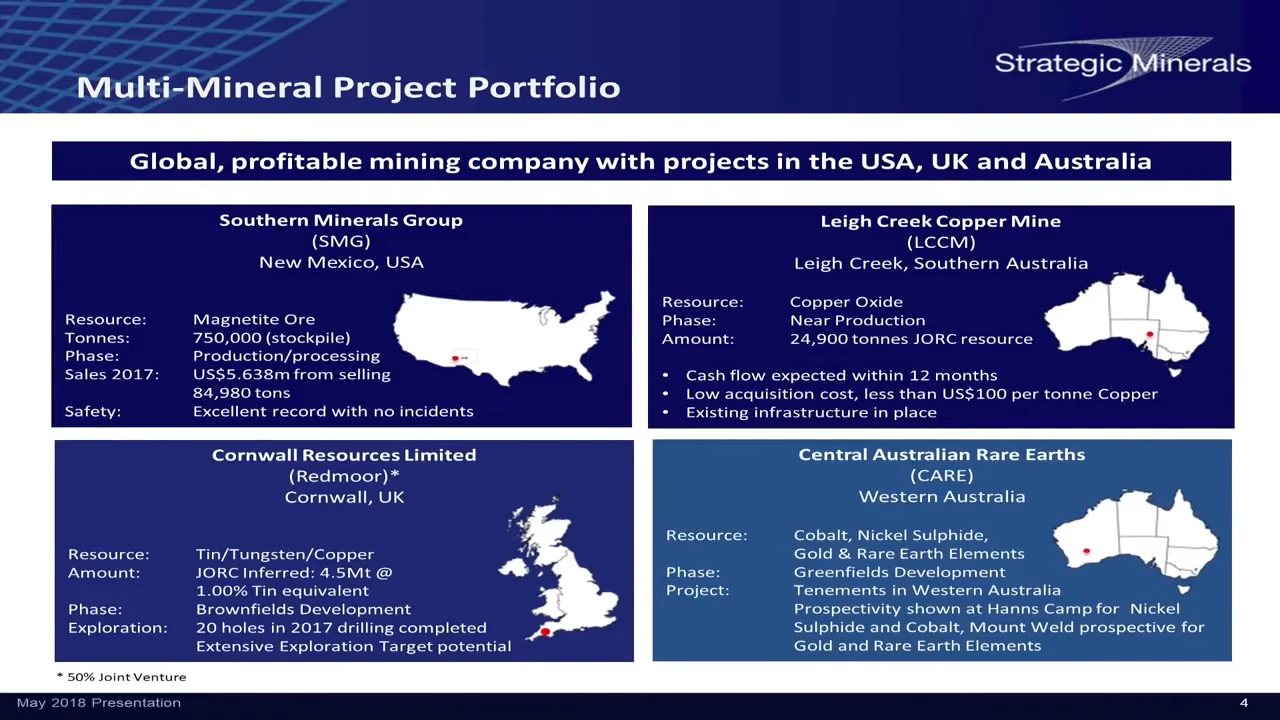 Strategic Minerals
Multi-Mineral Project Portfolio
Global, profitable mining company with projects in the USA, UK and Australia
Southern Minerals Group
(SMG)
New Mexico, USA
Resource: Magnetite Ore
Tonnes: 750,000 (stockpile)
Phase: Production/processing
Sales 2017: US$5.638m from selling
84,980 tons
Safety: Excellent record with no incidents
Leigh Creek Copper Mine
(LCCM)
Leigh Creek, Southern Australia
Resource: Copper Oxide
Phase: Near Production
Amount: 24,900 tonnes JORC resource
• Cash flow expected within 12 months
• Low acquisition cost, less than US$100 per tonne Copper
• Existing infrastructure in place
Cornwall Resources Limited
(Redmoor)*
Cornwall, UK
Resource: Tin/Tungsten/Copper
Amount: JORC Inferred: 4.5Mt @
1.00% Tin equivalent
Phase: Brownfields Development
Exploration: 20 holes in 2017 drilling completed
Extensive Exploration Target potential
Central Australian Rare Earths
(CARE)
Western Australia
Resource: Cobalt, Nickel Sulphide,
Gold & Rare Earth Elements
Phase: Greenfields Development
Project: Tenements in Western Australia
Prospectivity shown at Hanns Camp for Nickel
Sulphide and Cobalt, Mount Weld prospective for
Gold and Rare Earth Elements
* 50% Joint Venture
May 2018 Presentation
4